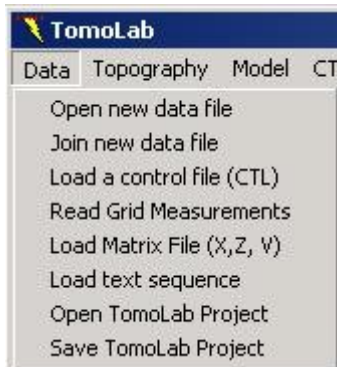 TomoLab
Data Topography Model CT
Open new data file
Join new data file
Load a control file (CTL)
Read Grid Measurements
Load Matrix File (X,Z, V)
Load text sequence
Open TomoLab Project
Save TomoLab Project